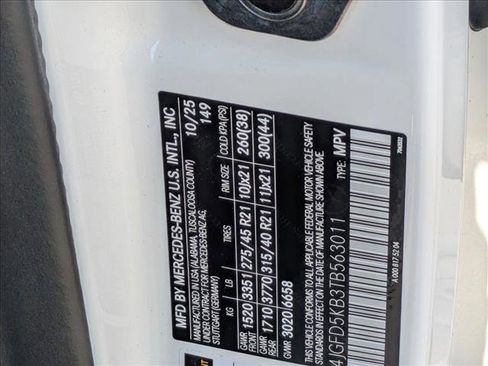 MFD BY MERCEDES-BENZ U.S. INTL., INC
IN USA (ALABAMA, TUSCALOOSA COUNTY) 10/25
UNDER CONTRACT FOR MERCEDES-BENZ AG, 149
STUTTGART (GERMANY)
KG LB TIRES RIM SIZE COLD KPA(PSI)
GAWR FRONT 1520 3351 275/45 R21 10Jx21 260(38)
GAWR REAR 1710 3770 315/40 R21 11Jx21 300(44)
GVWR 3020 6658
THIS VEHICLE CONFORMS TO ALL APPLICABLE FEDERAL MOTOR VEHICLE SAFETY
STANDARDS IN EFFECT ON THE DATE OF MANUFACTURE SHOWN ABOVE.
4JGFD5KB3TB563011 TYPE: MPV
A 000 817 52 04